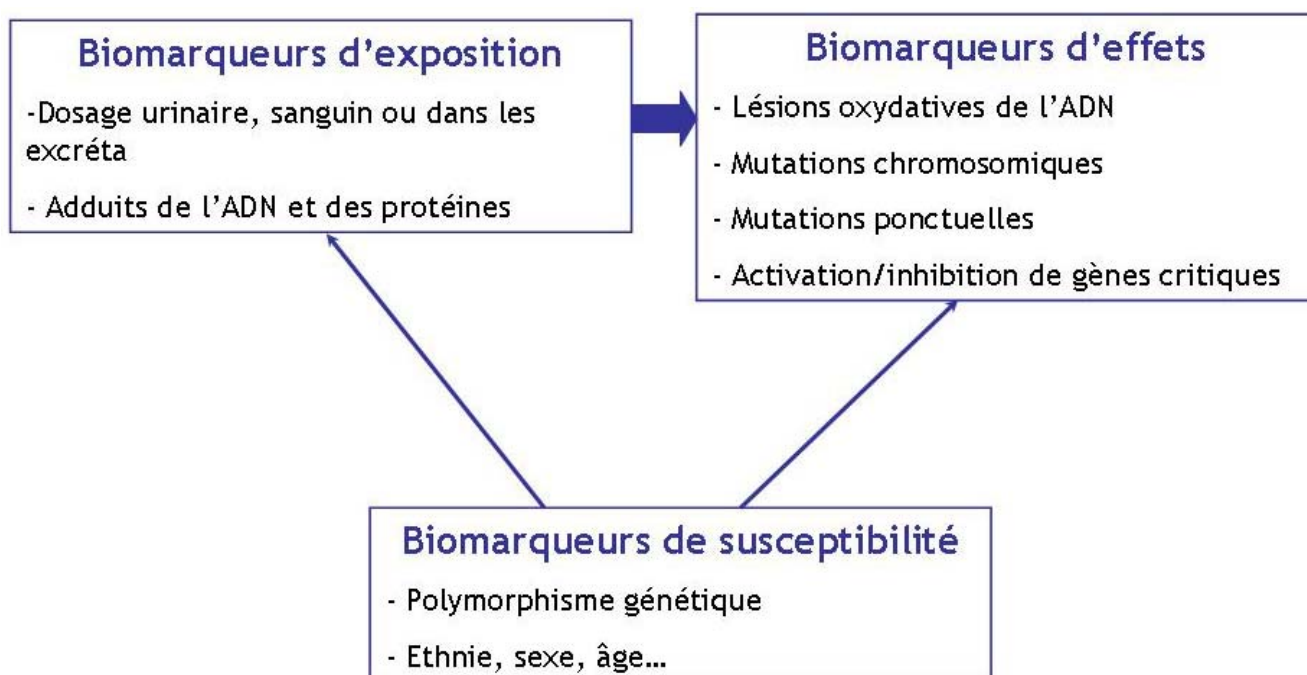 Biomarqueurs d'exposition
-Dosage urinaire, sanguin ou dans les
excréta
- Adduits de l'ADN et des protéines
Biomarqueurs d'effets
- Lésions oxydatives de l'ADN
- Mutations chromosomiques
- Mutations ponctuelles
- Activation/inhibition de gènes critiques
Biomarqueurs de susceptibilité
- Polymorphisme génétique
- Ethnie, sexe, âge…